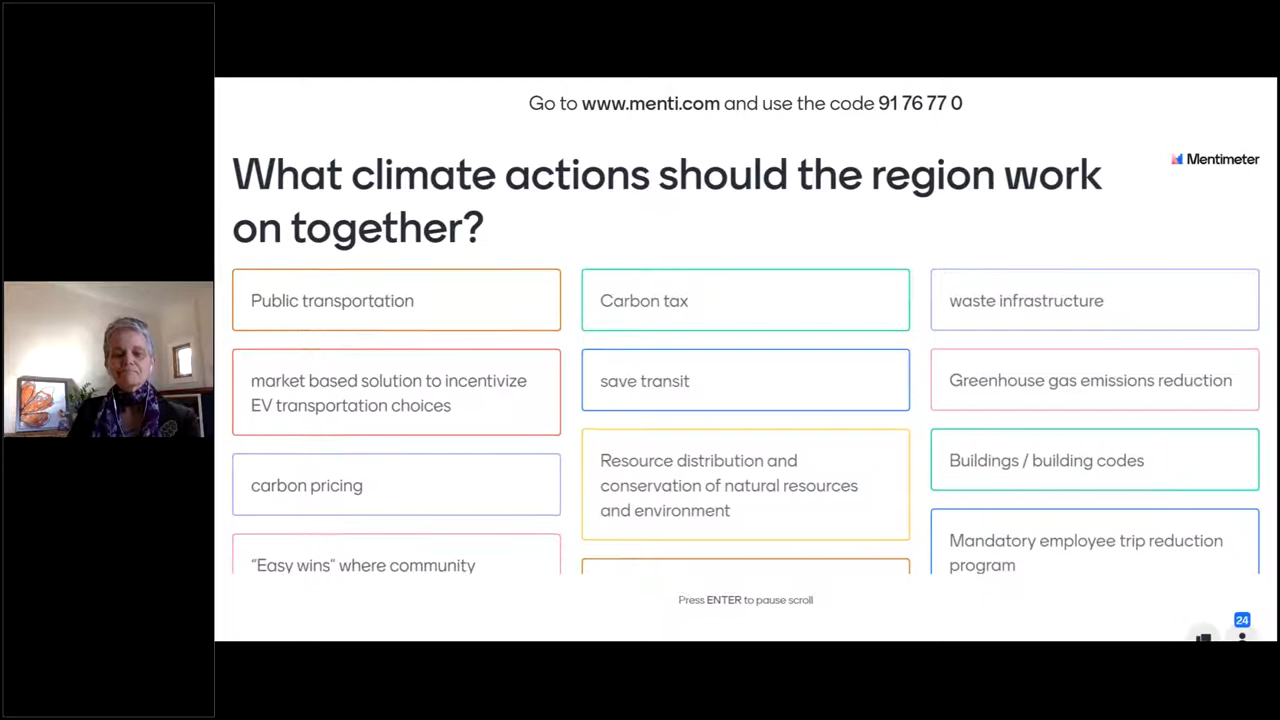 Go to www.menti.com and use the code 91 76 77 0
Mentimeter
What climate actions should the region work
on together?
Public transportation
market based solution to incentivize
EV transportation choices
carbon pricing
“Easy wins” where community
Carbon tax
save transit
Resource distribution and
conservation of natural resources
and environment
waste infrastructure
Greenhouse gas emissions reduction
Buildings / building codes
Mandatory employee trip reduction
program
Press ENTER to pause scroll
24